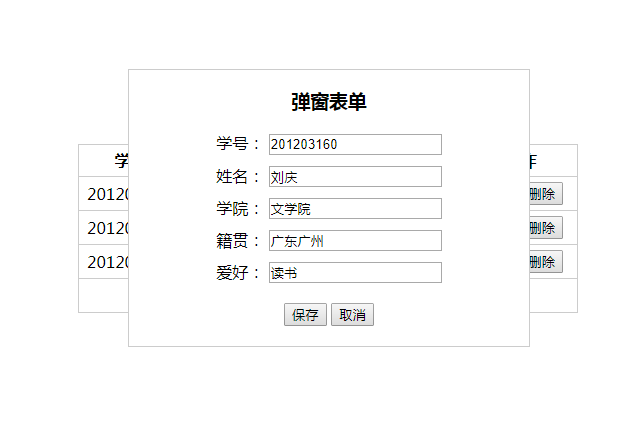 弹窗表单
学号： 201203160
学 作
姓名： 刘庆
2012 删除
学院： 文学院
2012 删除
籍贯： 广东广州
2012 删除
爱好： 读书
保存 取消